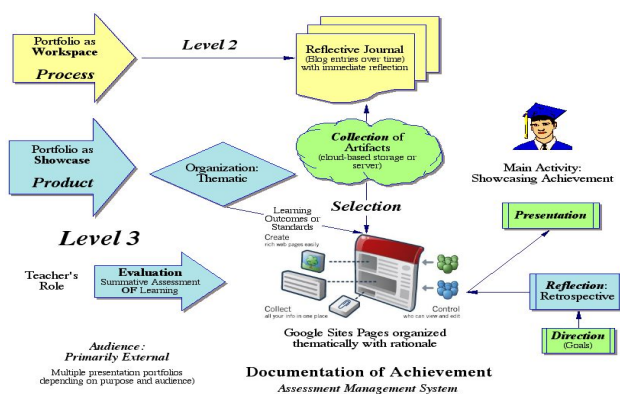 Portfolio as
Workspace
Process
Level 2
Reflective Journal
(Blog entries over time)
with immediate reflection
Portfolio as
Showcase
Product
Organization:
Thematic
Collection of
Artifacts
(cloud-based storage or
server)
Main Activity:
Showcasing Achievement
Level 3
Learning
Outcomes or
Standards
Selection
Presentation
Create
rich web pages easily
Teacher's
Role
Evaluation
Summative Assessment
OF Learning
Reflection:
Retrospective
Collect
all your info in one place
Control
who can view and edit
Google Sites Pages organized
thematically with rationale
Direction
(Goals)
Audience:
Primarily External
Multiple presentation portfolios
depending on purpose and audience)
Documentation of Achievement
Assessment Management System